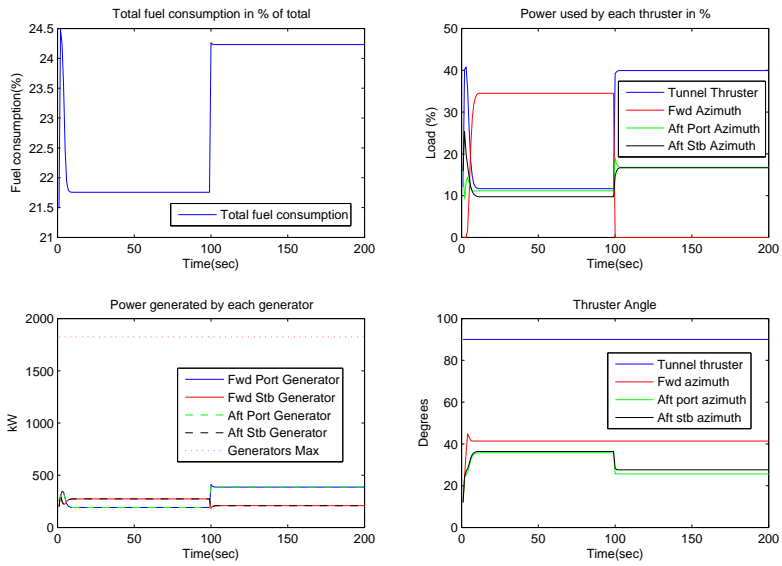 Total fuel consumption in % of total
Fuel consumption(%)
24.5
24
23.5
23
22.5
22
21.5
21
0
50
100
150
200
Time(sec)
Total fuel consumption
Power used by each thruster in %
Load (%)
50
40
30
20
10
0
0
50
100
150
200
Time(sec)
Tunnel Thruster
Fwd Azimuth
Aft Port Azimuth
Aft Stb Azimuth
Power generated by each generator
kW
2000
1500
1000
500
0
0
50
100
150
200
Time(sec)
Fwd Port Generator
Fwd Stb Generator
Aft Port Generator
Aft Stb Generator
Generators Max
Thruster Angle
Degrees
100
80
60
40
20
0
0
50
100
150
200
Time(sec)
Tunnel thruster
Fwd azimuth
Aft port azimuth
Aft stb azimuth